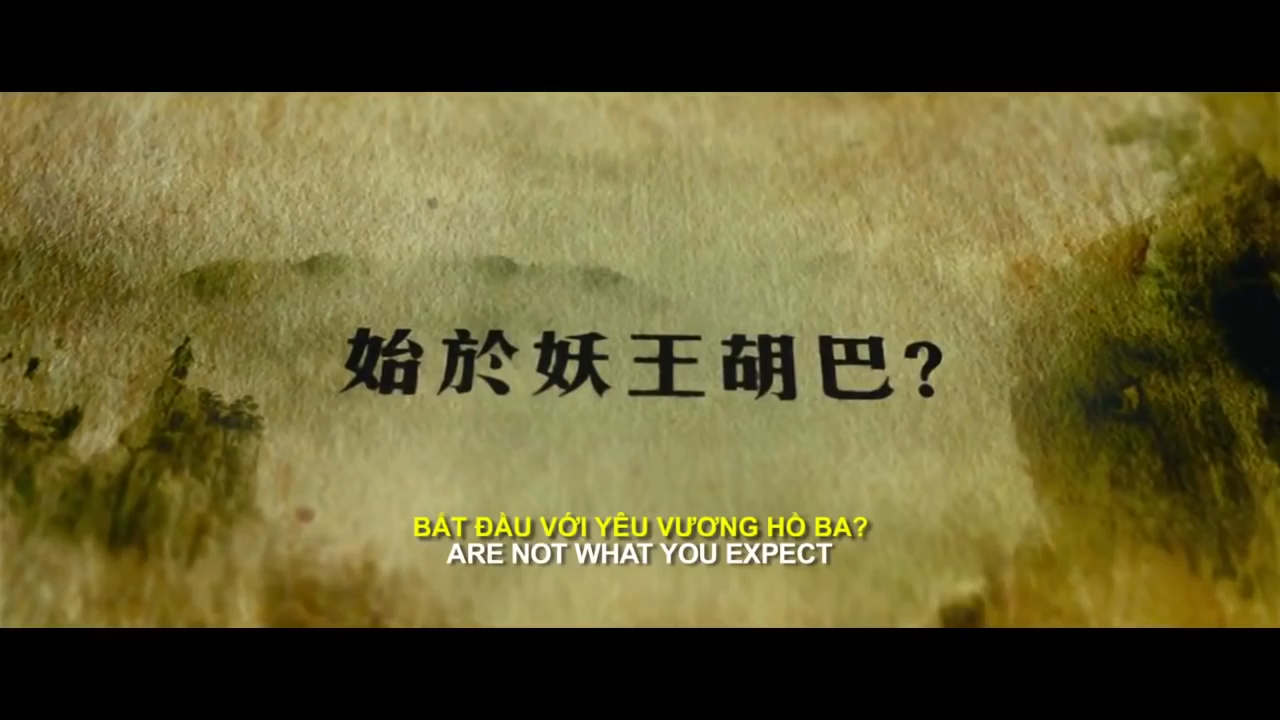 始於妖王胡巴?
BẮT ĐẦU VỚI YÊU VƯƠNG HỒ BA?
ARE NOT WHAT YOU EXPECT